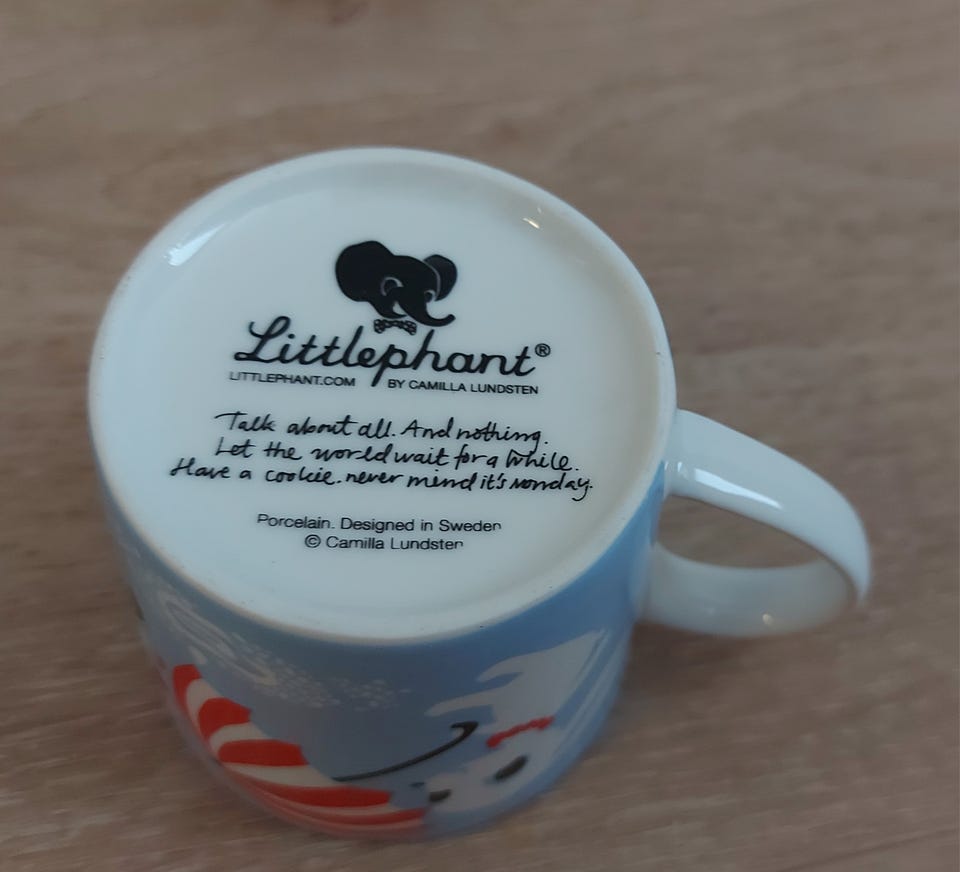 Littlephant®
LITTLEPHANT.COM BY CAMILLA LUNDSTEN
Talk about all. And nothing.
Let the world wait for a while.
Have a cookie. never mind it's monday.
Porcelain. Designed in Sweden
© Camilla Lundsten